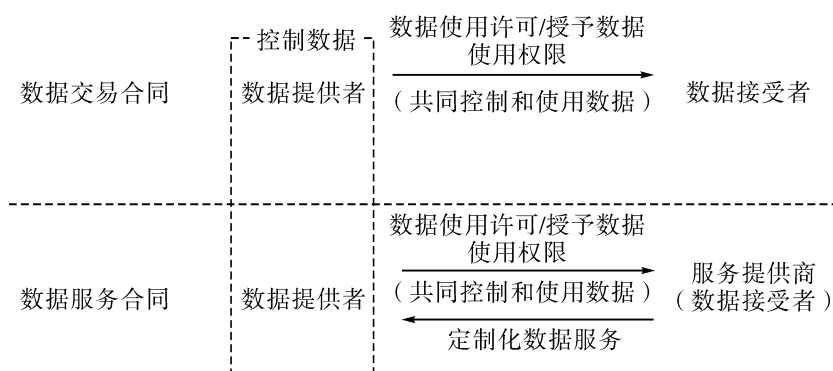 控制数据
数据使用许可/授予数据
使用权限
数据交易合同
数据提供者
（共同控制和使用数据）
数据接受者
数据使用许可/授予数据
使用权限
数据服务合同
数据提供者
（共同控制和使用数据）
服务提供商
（数据接受者）
定制化数据服务